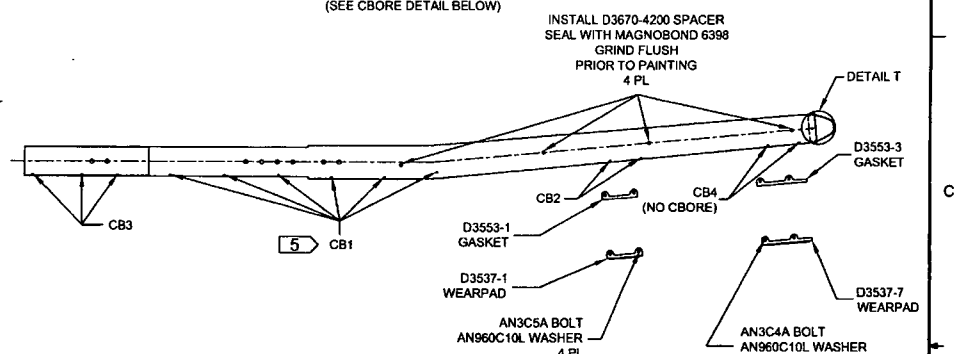 (SEE CBORE DETAIL BELOW)
INSTALL D3670-4200 SPACER
SEAL WITH MAGNOBOND 6398
GRIND FLUSH
PRIOR TO PAINTING
4 PL
DETAIL T
D3553-3
GASKET
C
CB2
CB4
(NO CBORE)
CB3
5
CB1
D3553-1
GASKET
D3537-1
WEARPAD
D3537-7
WEARPAD
AN3C5A BOLT
AN960C10L WASHER
4 PL
AN3C4A BOLT
AN960C10L WASHER